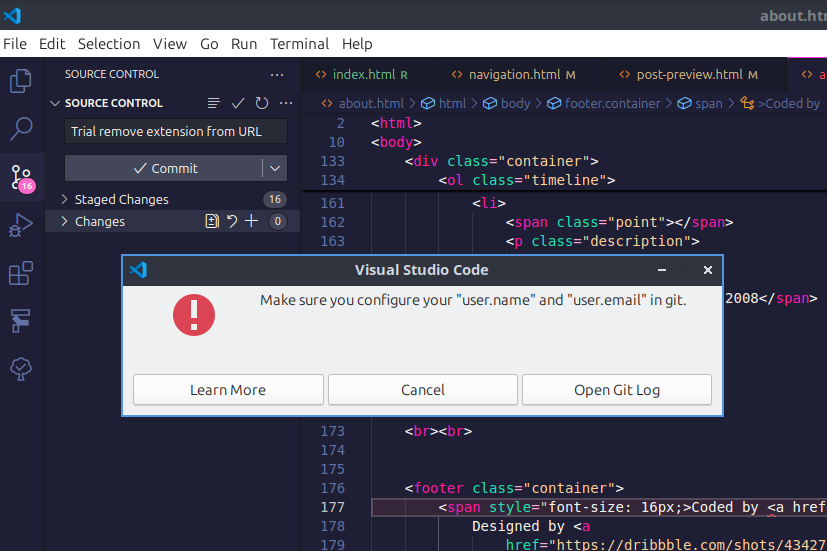 about.htm
File Edit Selection View Go Run Terminal Help
SOURCE CONTROL ...
index.html R navigation.html M post-preview.html M a
SOURCE CONTROL ...
about.html > html > body > footer.container > span > >Coded by
Trial remove extension from URL
Commit
Staged Changes 16
Changes 0
16
2 <html>
10 <body>
133 <div class="container">
134 <ol class="timeline">
161 <li>
162 <span class="point"></span>
163 <p class="description">
2008</span>
Visual Studio Code
Make sure you configure your "user.name" and "user.email" in git.
Learn More Cancel Open Git Log
173 <br><br>
174
175
176 <footer class="container">
177 <span style="font-size: 16px;>Coded by <a href
178 Designed by <a
179 href="https://dribbble.com/shots/43427